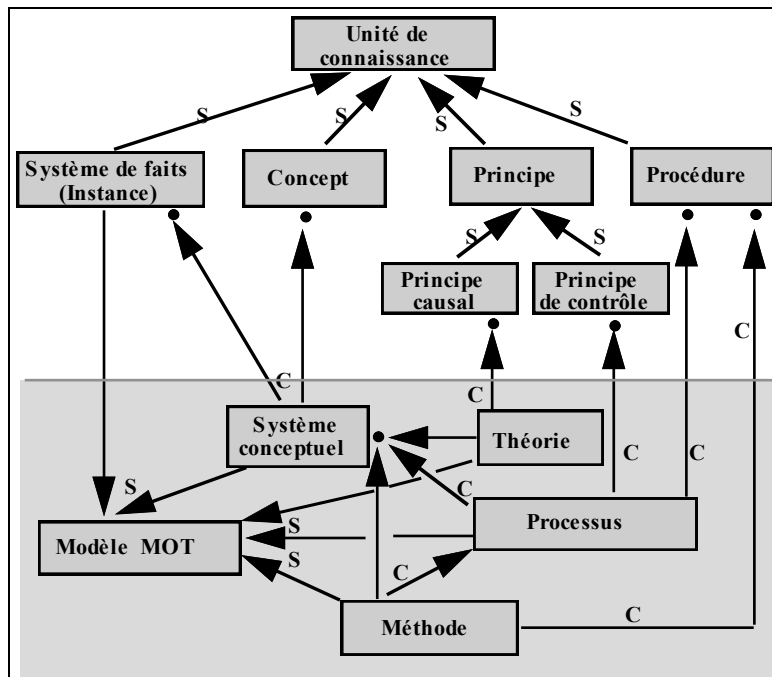 Unité de
connaissance
S
S
S
S
Système de faits
(Instance)
Concept
Principe
Procédure
S
S
Principe
causal
Principe
de contrôle
C
C
C
Système
conceptuel
Théorie
C
C
C
S
Processus
S
Modèle MOT
S
C
Méthode
C